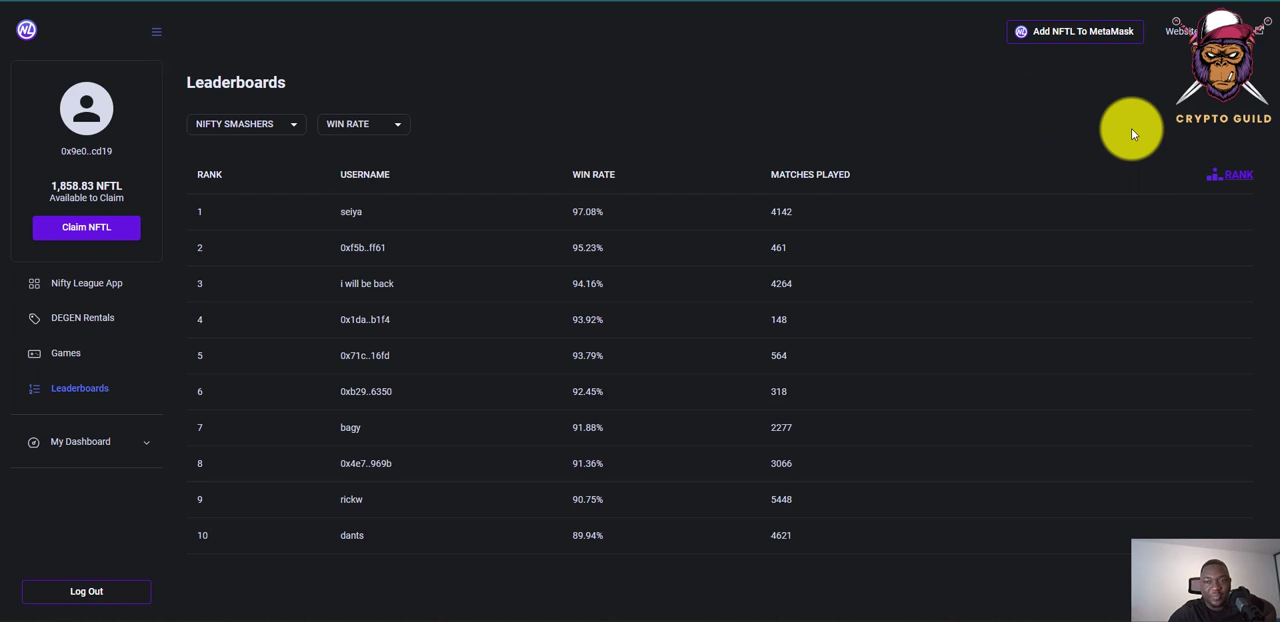 NL
NL Add NFTL To MetaMask
CRYPTO GUILD
0x9e0..cd19
1,858.83 NFTL
Available to Claim
Claim NFTL
Nifty League App
DEGEN Rentals
Games
Leaderboards
My Dashboard
Log Out
Leaderboards
NIFTY SMASHERS
WIN RATE
RANK USERNAME WIN RATE MATCHES PLAYED RANK
1 seiya 97.08% 4142
2 0xf5b..ff61 95.23% 461
3 i will be back 94.16% 4264
4 0x1da..b1f4 93.92% 148
5 0x71c..16fd 93.79% 564
6 0xb29..6350 92.45% 318
7 bagy 91.88% 2277
8 0x4e7..969b 91.36% 3066
9 rickw 90.75% 5448
10 dants 89.94% 4621